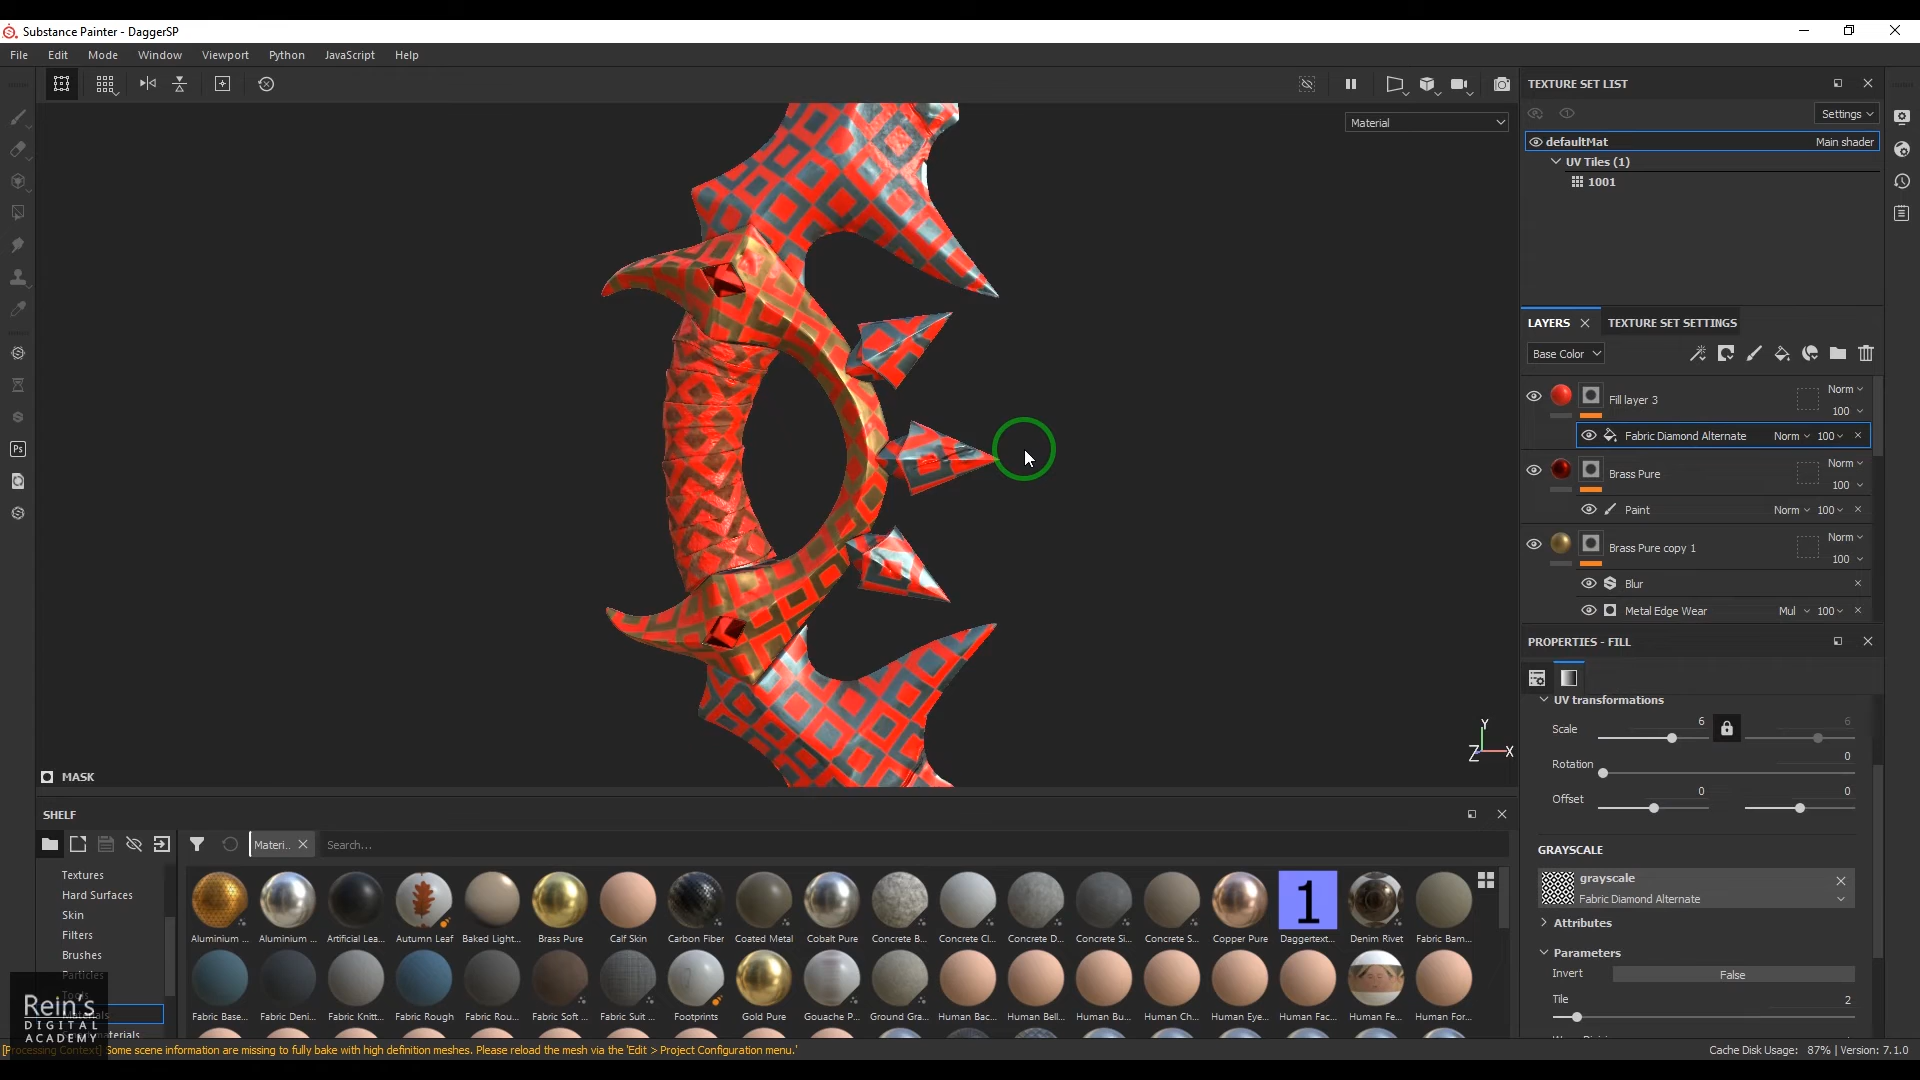 Substance Painter - DaggerSP
File Edit Mode Window Viewport Python JavaScript Help
Material
MASK
Y
Z X
TEXTURE SET LIST
Settings
defaultMat Main shader
UV Tiles (1)
1001
LAYERS TEXTURE SET SETTINGS
Base Color
Fill layer 3 Norm
100
Fabric Diamond Alternate Norm 100
Brass Pure Norm
100
Paint Norm 100
Brass Pure copy 1 Norm
100
Blur
Metal Edge Wear Mul 100
PROPERTIES - FILL
UV transformations
Scale 6 6
Rotation 0
Offset 0 0
GRAYSCALE
grayscale
Fabric Diamond Alternate
Attributes
Parameters
Invert False
Tile 2
SHELF
Materi.. Search...
Textures
Hard Surfaces
Skin
Filters
Brushes
Particles
Aluminium ... Aluminium ... Artificial Lea... Autumn Leaf Baked Light... Brass Pure Calf Skin Carbon Fiber Coated Metal Cobalt Pure Concrete B... Concrete Cl... Concrete D... Concrete Si... Concrete S... Copper Pure Daggertext... Denim Rivet Fabric Bam...
1
Fabric Base... Fabric Deni... Fabric Knitt... Fabric Rough Fabric Rou... Fabric Soft ... Fabric Suit ... Footprints Gold Pure Gouache P... Ground Gra... Human Bac... Human Bell... Human Bu... Human Ch... Human Eye... Human Fac... Human Fe... Human For...
Rein's
DIGITAL
ACADEMY
[Processing Context] Some scene information are missing to fully bake with high definition meshes. Please reload the mesh via the 'Edit > Project Configuration menu.'
Cache Disk Usage: 87% | Version: 7.1.0
Ps